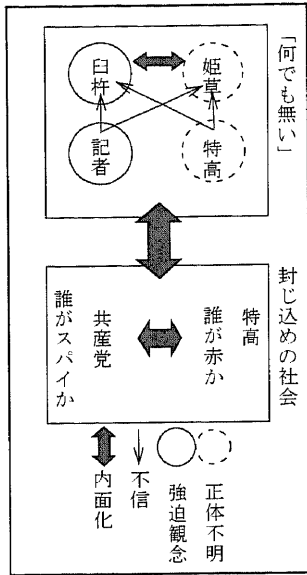 「何でも無い」
姫草
臼杵
特高
記者
封じ込めの社会
特高
誰が赤か
共産党
誰がスパイか
正体不明
強迫観念
不信
内面化